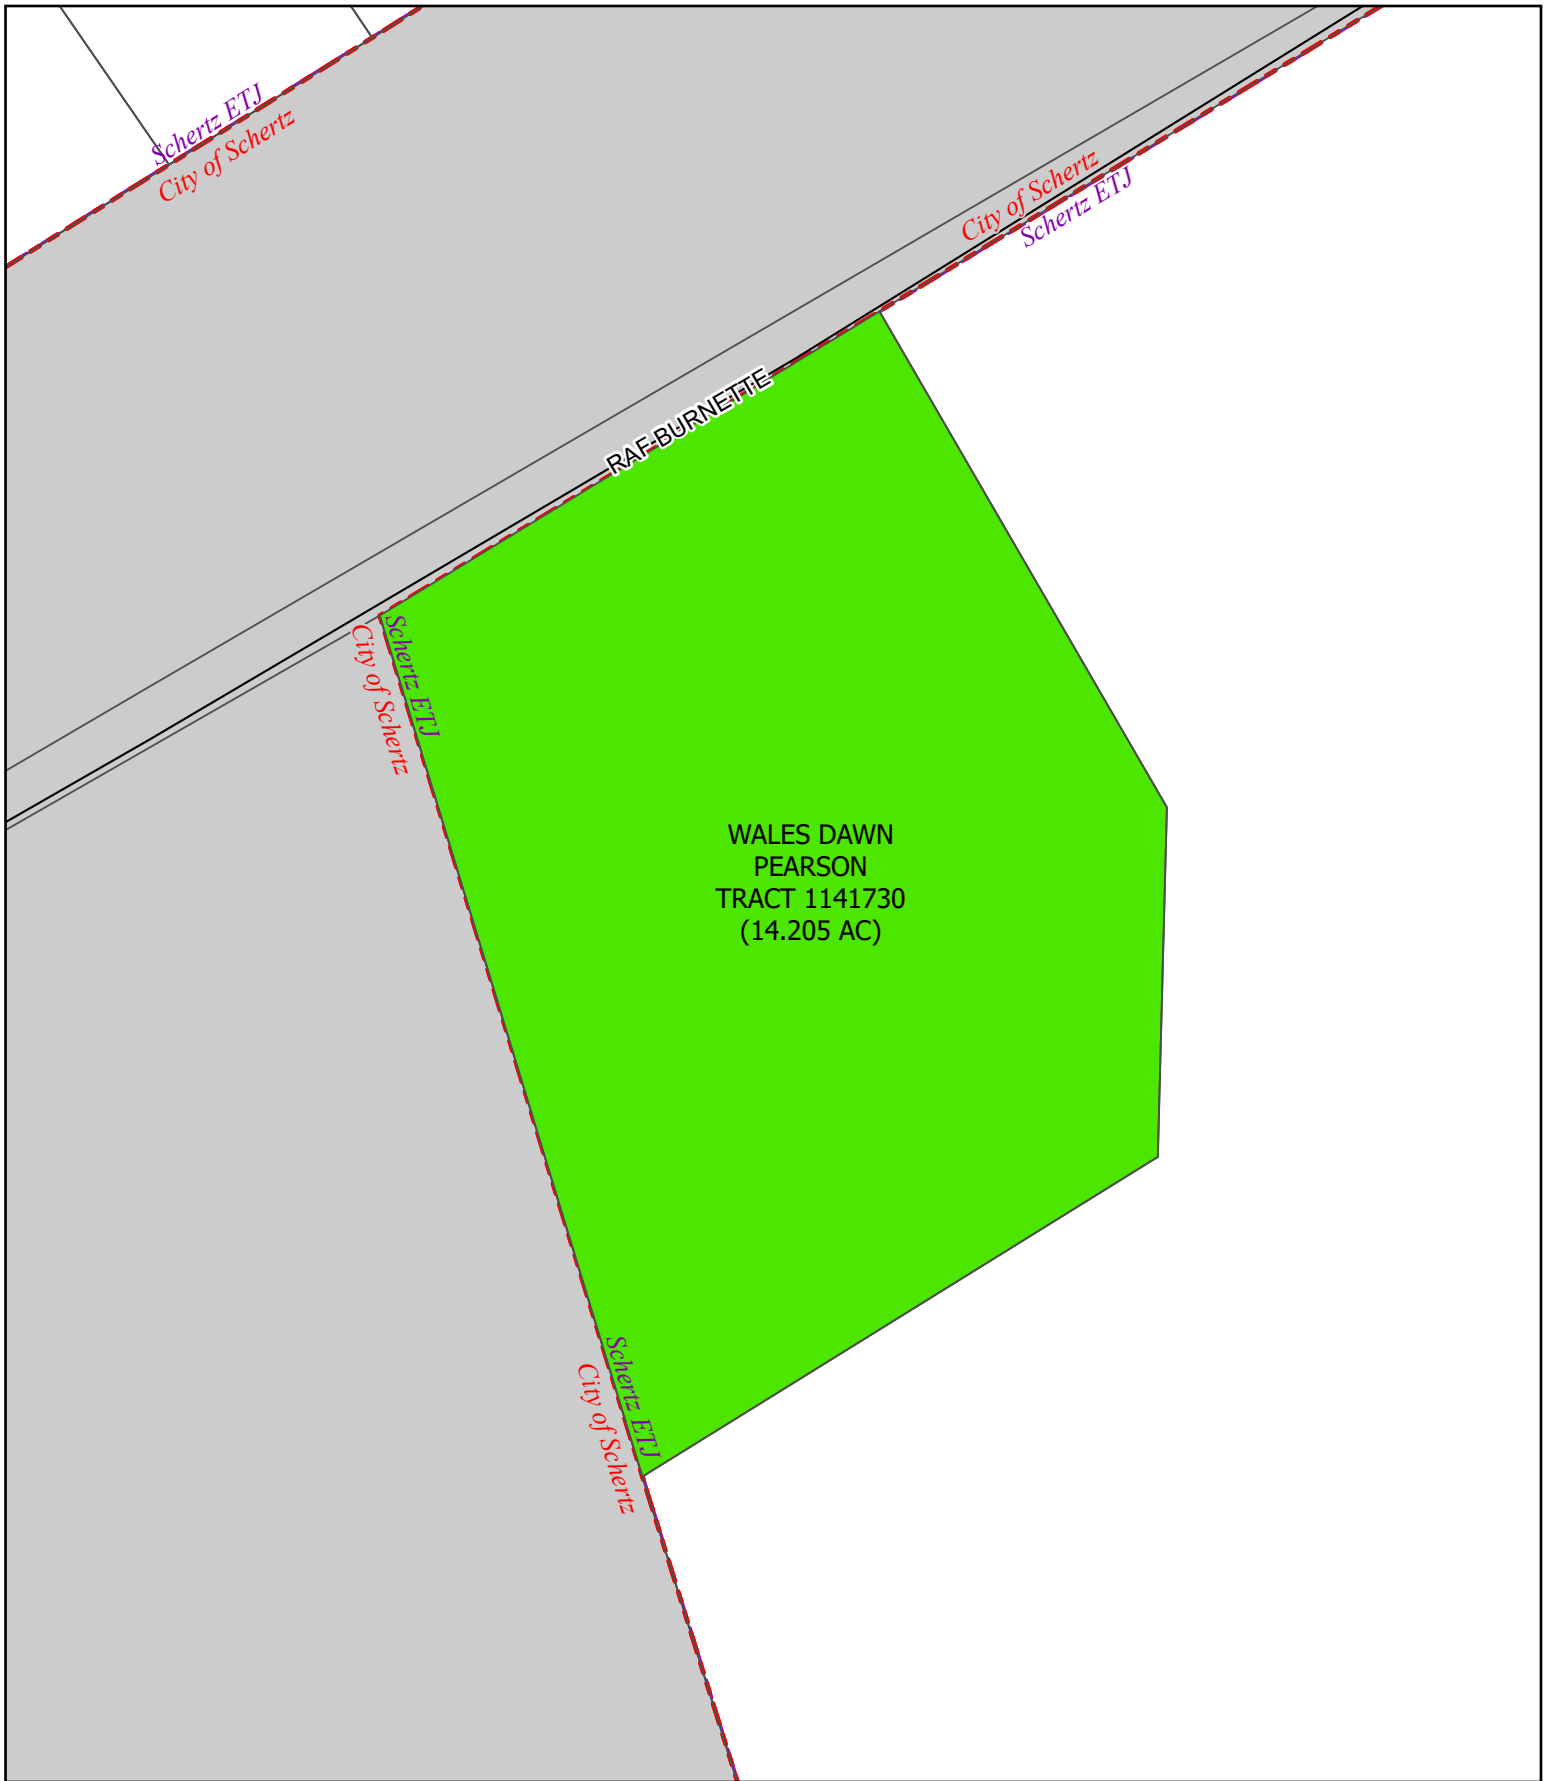 Schertz ETJ
City of Schertz
City of Schertz
Schertz ETJ
RAF-BURNETTE
Schertz ETJ
City of Schertz
WALES DAWN
PEARSON
TRACT 1141730
(14.205 AC)
Schertz ETJ
City of Schertz